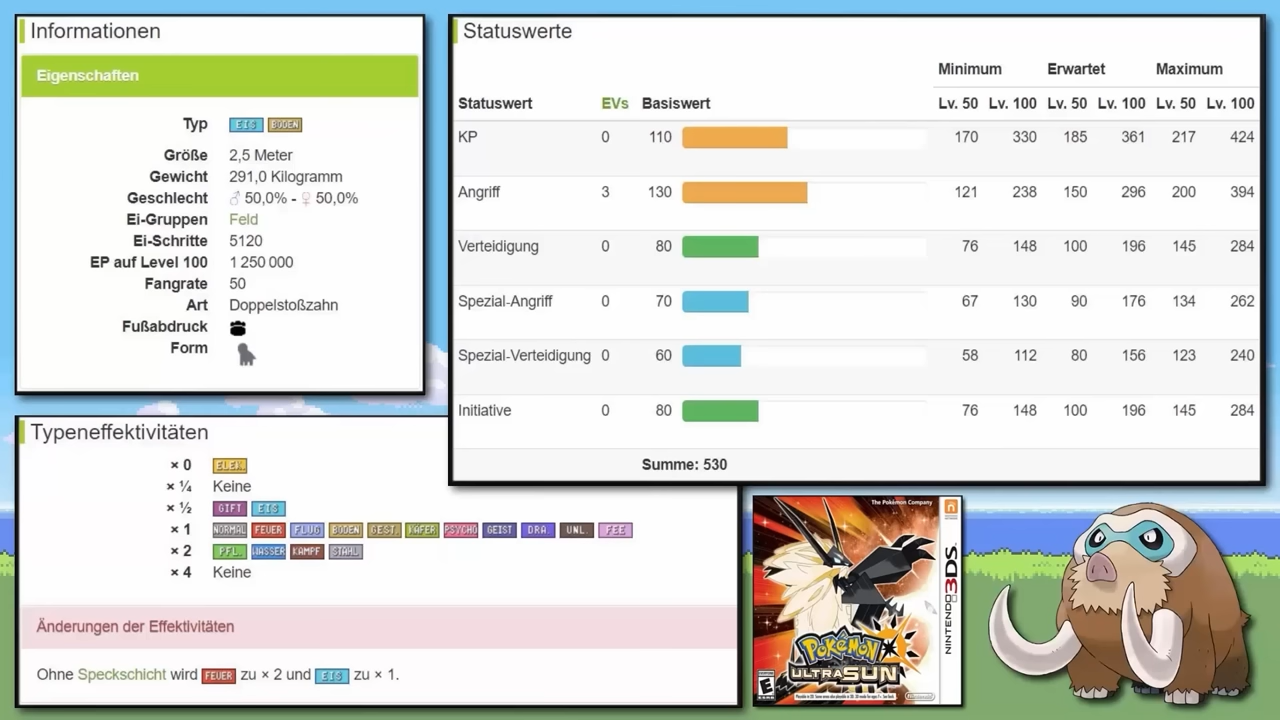 Informationen
Eigenschaften
Typ EIS BODEN
Größe 2,5 Meter
Gewicht 291,0 Kilogramm
Geschlecht ♂ 50,0% - ♀ 50,0%
Ei-Gruppen Feld
Ei-Schritte 5120
EP auf Level 100 1 250 000
Fangrate 50
Art Doppelstoßzahn
Fußabdruck
Form
Statuswerte
Minimum Erwartet Maximum
Statuswert EVs Basiswert Lv. 50 Lv. 100 Lv. 50 Lv. 100 Lv. 50 Lv. 100
KP 0 110 170 330 185 361 217 424
Angriff 3 130 121 238 150 296 200 394
Verteidigung 0 80 76 148 100 196 145 284
Spezial-Angriff 0 70 67 130 90 176 134 262
Spezial-Verteidigung 0 60 58 112 80 156 123 240
Initiative 0 80 76 148 100 196 145 284
Summe: 530
Typeneffektivitäten
× 0 ELEK.
× ¼ Keine
× ½ GIFT EIS
× 1 NORMAL FEUER FLUG BODEN GEST. KÄFER PSYCHO GEIST DRA. UNL. FEE
× 2 PFL. WASSER KAMPF STAHL
× 4 Keine
Änderungen der Effektivitäten
Ohne Speckschicht wird FEUER zu × 2 und EIS zu × 1.
The Pokémon Company
NINTENDO 3DS
POKÉMON
ULTRA SUN
E
Nintendo